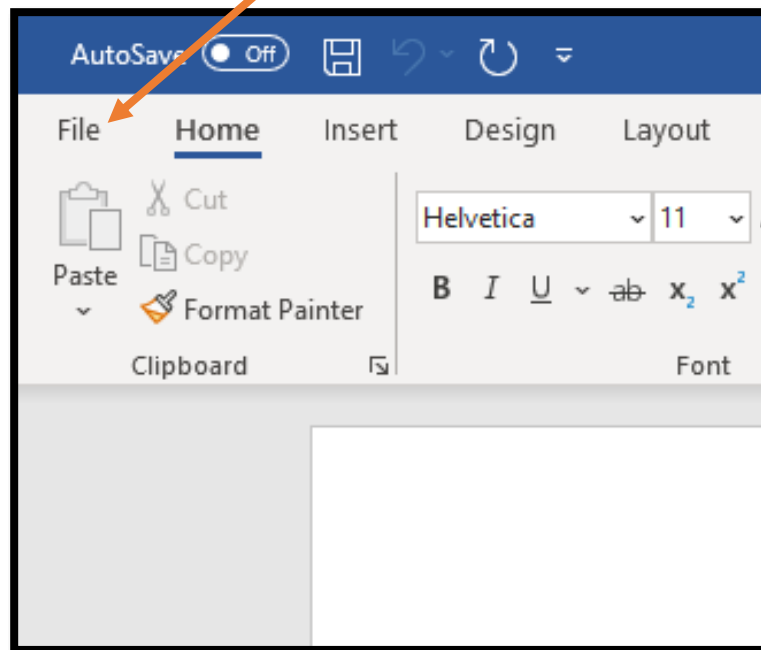 AutoSave Off
File Home Insert Design Layout
Cut
Helvetica 11
Copy
Paste
B I U ab x₂ x²
Format Painter
Clipboard Font